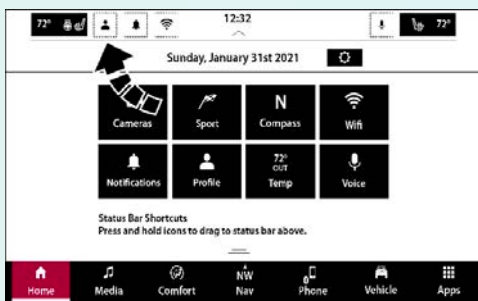 72° 12:32 72°
Sunday, January 31st 2021
Cameras Sport N Compass Wifi
Notifications Profile 72° OUT Temp Voice
Status Bar Shortcuts
Press and hold icons to drag to status bar above.
Home Media Comfort NW Nav Phone Vehicle Apps